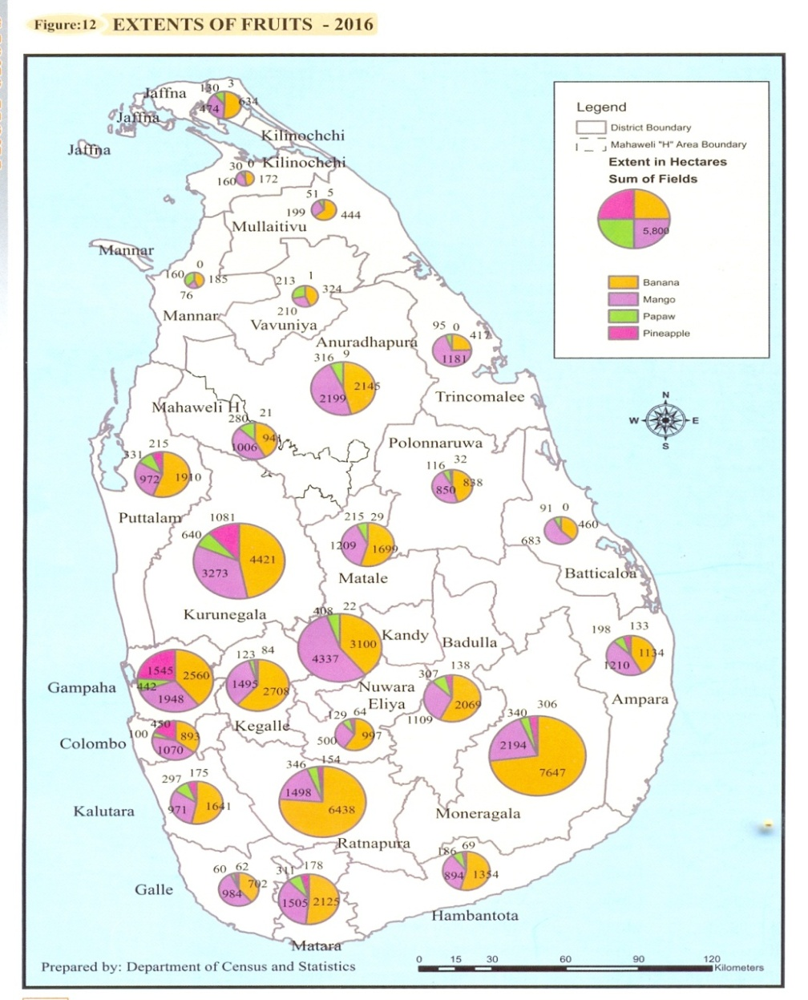 Figure:12 EXTENTS OF FRUITS - 2016
Legend
District Boundary
Mahaweli "H" Area Boundary
Extent in Hectares
Sum of Fields
5,800
Banana
Mango
Papaw
Pineapple
N
W E
S
130 3
Jaffna
474 634
Jaffna
Kilinochchi
Jaffna
30 0 Kilinochchi
160 172
51 5
199 444
Mullaitivu
Mannar
160 0 185
76
Mannar
213 1 324
210
Vavuniya
95 0 417
1181
Trincomalee
Anuradhapura
316 9
2199 2145
Mahaweli H
280 21
1006 941
Polonnaruwa
116 32
850 838
331 215
972 1910
Puttalam
1081
640
3273 4421
Kurunegala
215 29
1209 1699
Matale
91 0
683 460
Batticaloa
408 22
4337 3100
Kandy
Badulla
307 138
1109 2069
198 133
1210 1134
Ampara
1545 2560
442
1948
Gampaha
123 84
1495 2708
Kegalle
Nuwara
Eliya
129 64
500 997
450
100 893
1070
Colombo
340 306
2194
7647
Moneragala
297 175
971 1641
Kalutara
346 154
1498
6438
Ratnapura
186 69
894 1354
Hambantota
60 62
984 702
Galle
311 178
1505 2125
Matara
Prepared by: Department of Census and Statistics
0 15 30 60 90 120
Kilometers